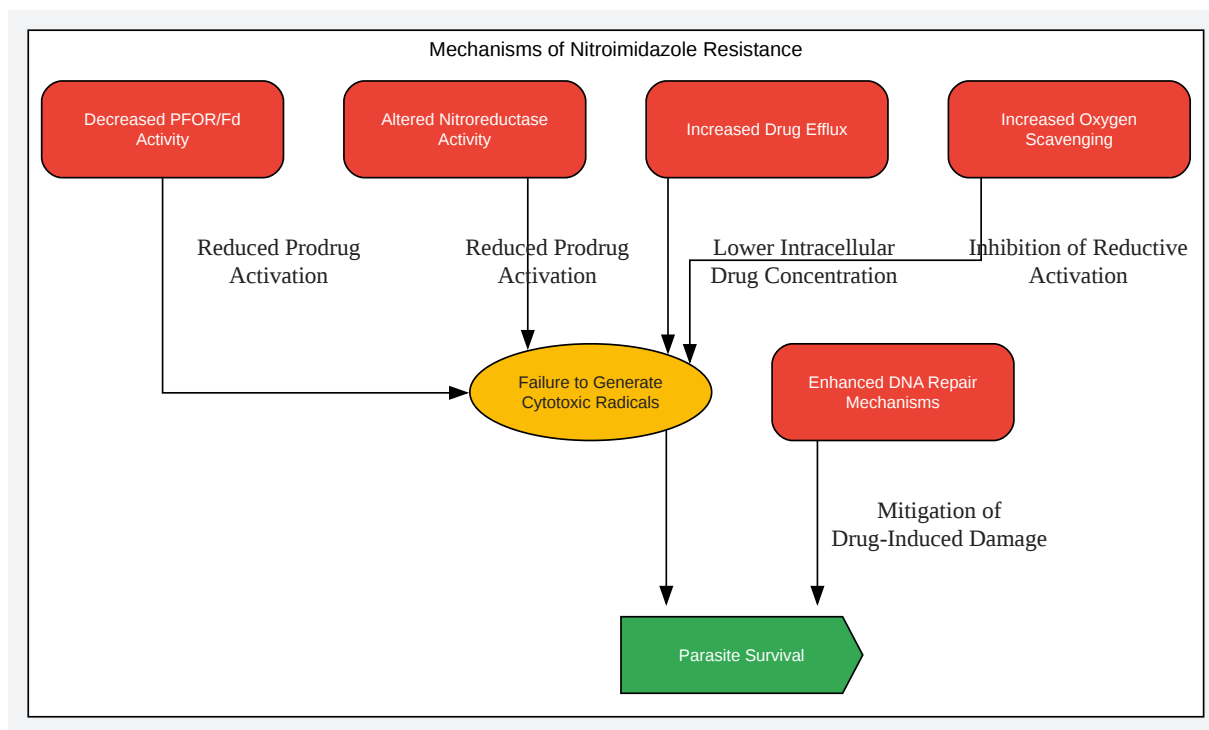 Mechanisms of Nitroimidazole Resistance
Decreased PFOR/Fd
Activity
Altered Nitroreductase
Activity
Increased Drug Efflux
Increased Oxygen
Scavenging
Reduced Prodrug
Activation
Reduced Prodrug
Activation
Lower Intracellular
Drug Concentration
Inhibition of Reductive
Activation
Failure to Generate
Cytotoxic Radicals
Enhanced DNA Repair
Mechanisms
Mitigation of
Drug-Induced Damage
Parasite Survival